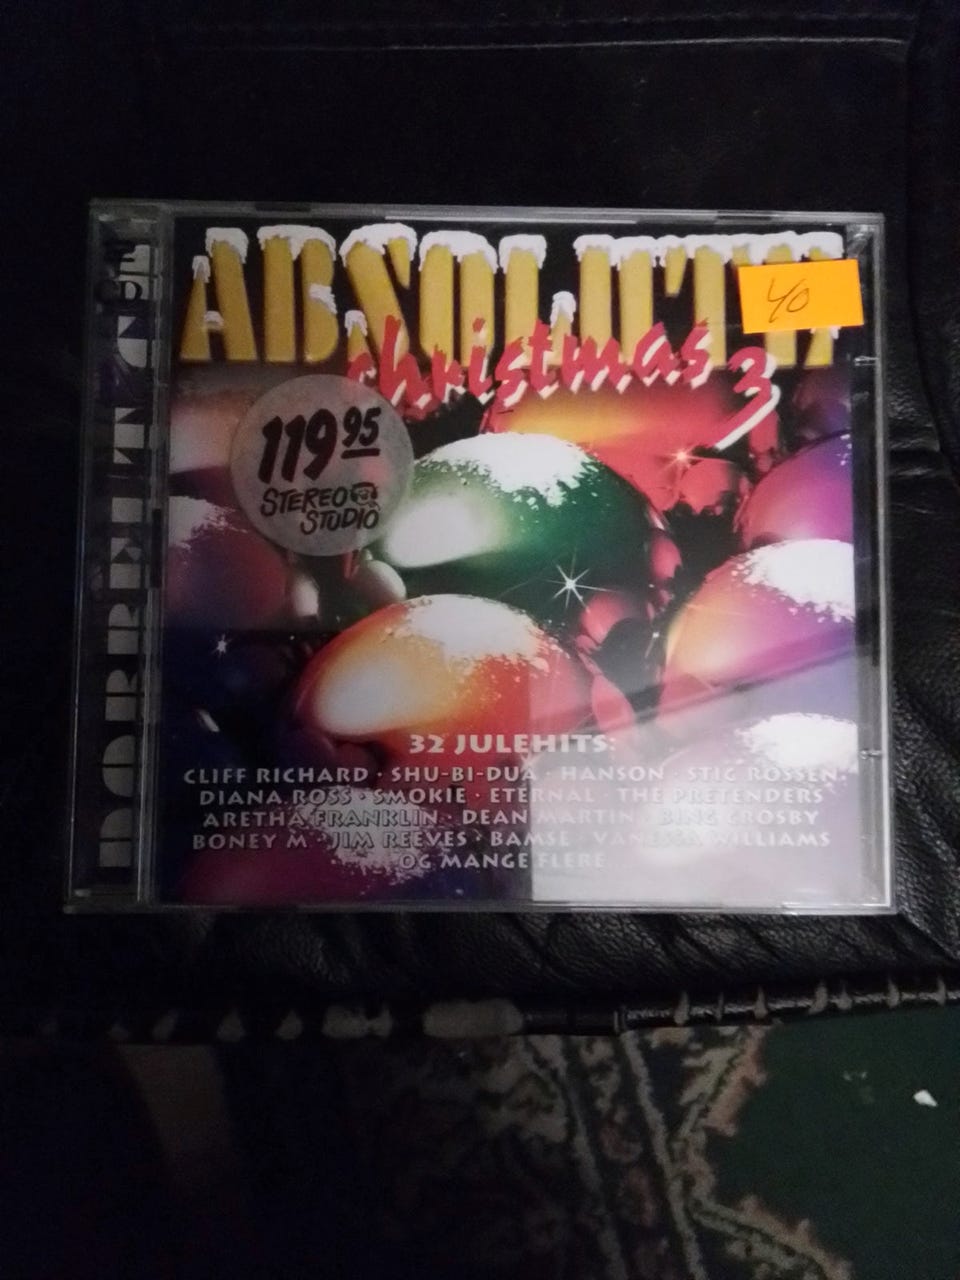 ABSOLUTE
40
christmas 3
119 95
STEREO
STUDIO
DOBBELT CD
32 JULEHITS:
CLIFF RICHARD · SHU-BI-DUA · HANSON · STIG ROSSEN·
DIANA ROSS · SMOKIE · ETERNAL · THE PRETENDERS
ARETHA FRANKLIN · DEAN MARTIN · BING CROSBY
BONEY M · JIM REEVES · BAMSE · VANESSA WILLIAMS
OG MANGE FLERE